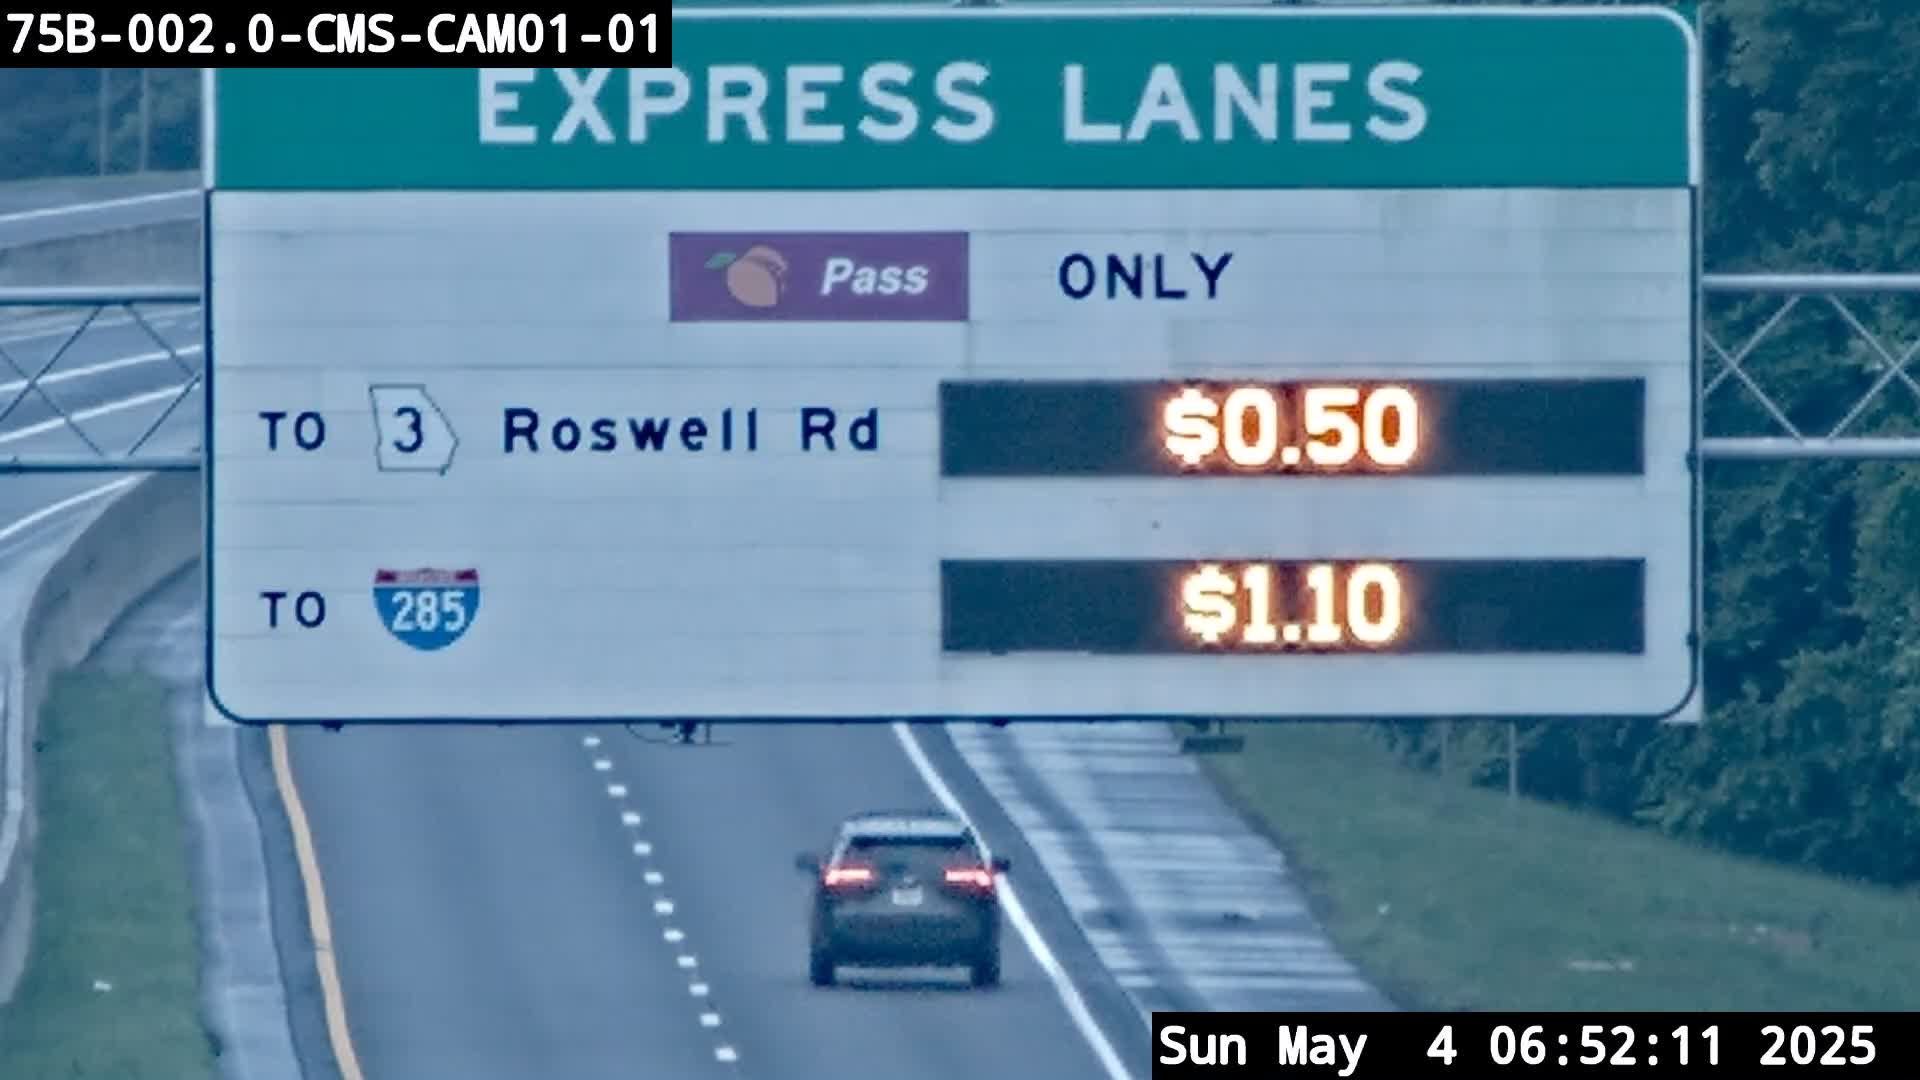 75B-002.0-CMS-CAM01-01
EXPRESS LANES
Pass ONLY
TO 3 Roswell Rd $0.50
TO 285 $1.10
Sun May 4 06:52:11 2025